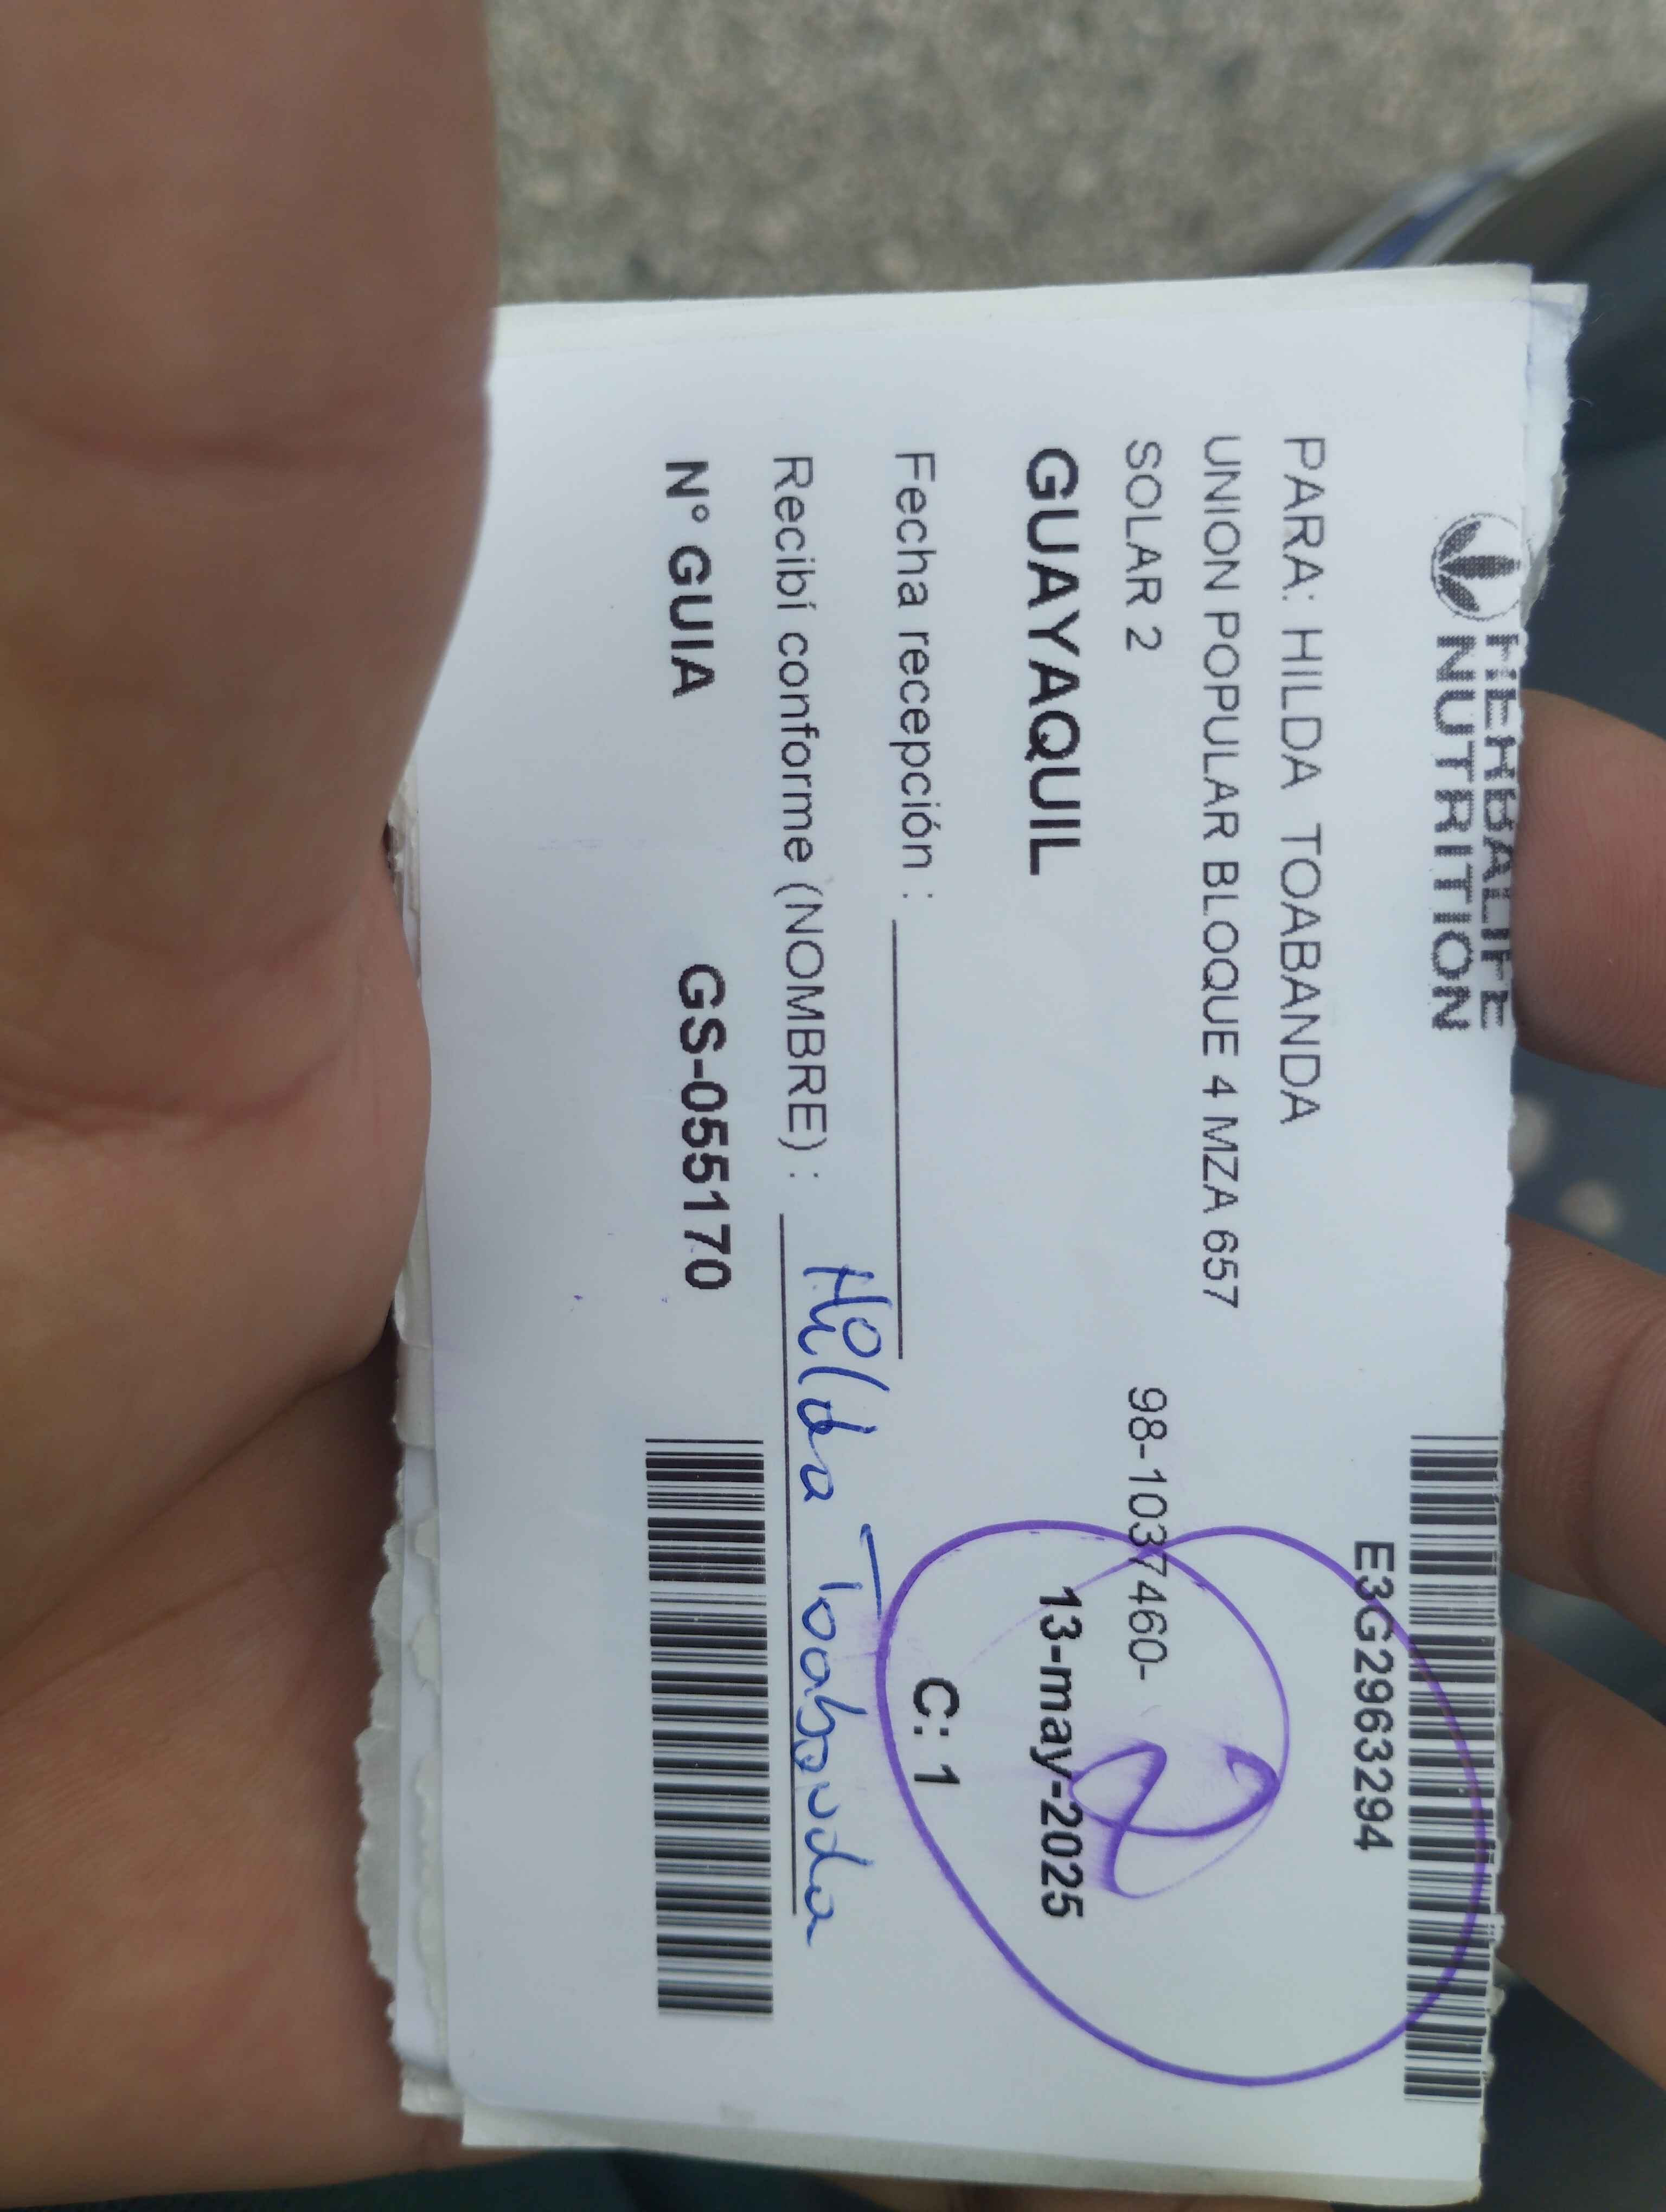 HERBALIFE
NUTRITION
E3G2963294
PARA: HILDA TOABANDA
UNION POPULAR BLOQUE 4 MZA 657
SOLAR 2
98-1037460-
GUAYAQUIL
13-may-2025
Fecha recepción :
C: 1
Recibí conforme (NOMBRE) : Hilda Toabanda
N° GUIA GS-055170